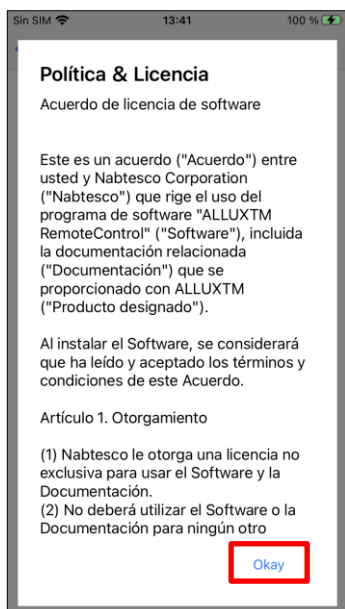 Sin SIM 13:41 100 %
Política & Licencia
Acuerdo de licencia de software
Este es un acuerdo ("Acuerdo") entre
usted y Nabtesco Corporation
("Nabtesco") que rige el uso del
programa de software "ALLUXTM
RemoteControl" ("Software"), incluida
la documentación relacionada
("Documentación") que se
proporcionado con ALLUXTM
("Producto designado").
Al instalar el Software, se considerará
que ha leído y aceptado los términos y
condiciones de este Acuerdo.
Artículo 1. Otorgamiento
(1) Nabtesco le otorga una licencia no
exclusiva para usar el Software y la
Documentación.
(2) No deberá utilizar el Software o la
Documentación para ningún otro
Okay